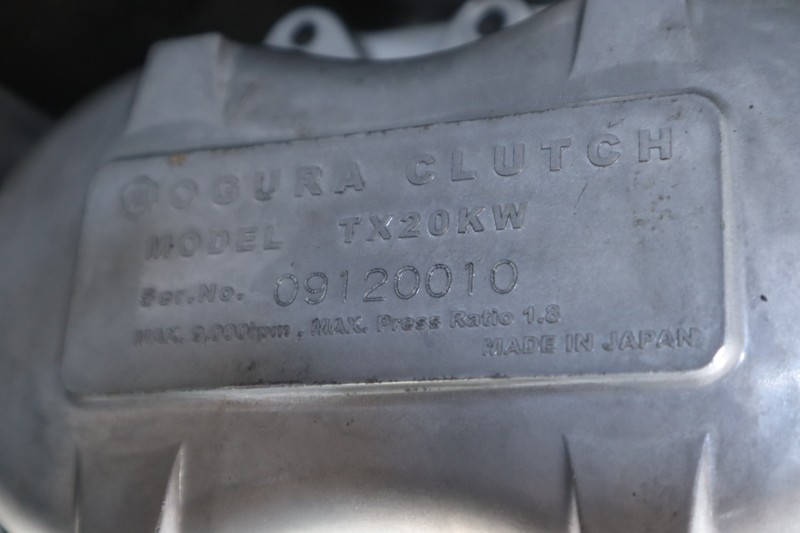 OGURA CLUTCH
MODEL TX20KW
Ser.No. 09120010
MAX. 9,000rpm, MAX. Press Ratio 1.8
MADE IN JAPAN